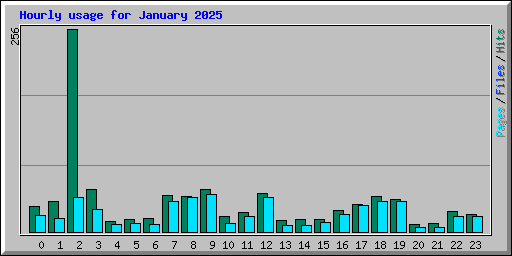 Hourly usage for January 2025
256
Pages/Files/Hits
0 1 2 3 4 5 6 7 8 9 10 11 12 13 14 15 16 17 18 19 20 21 22 23